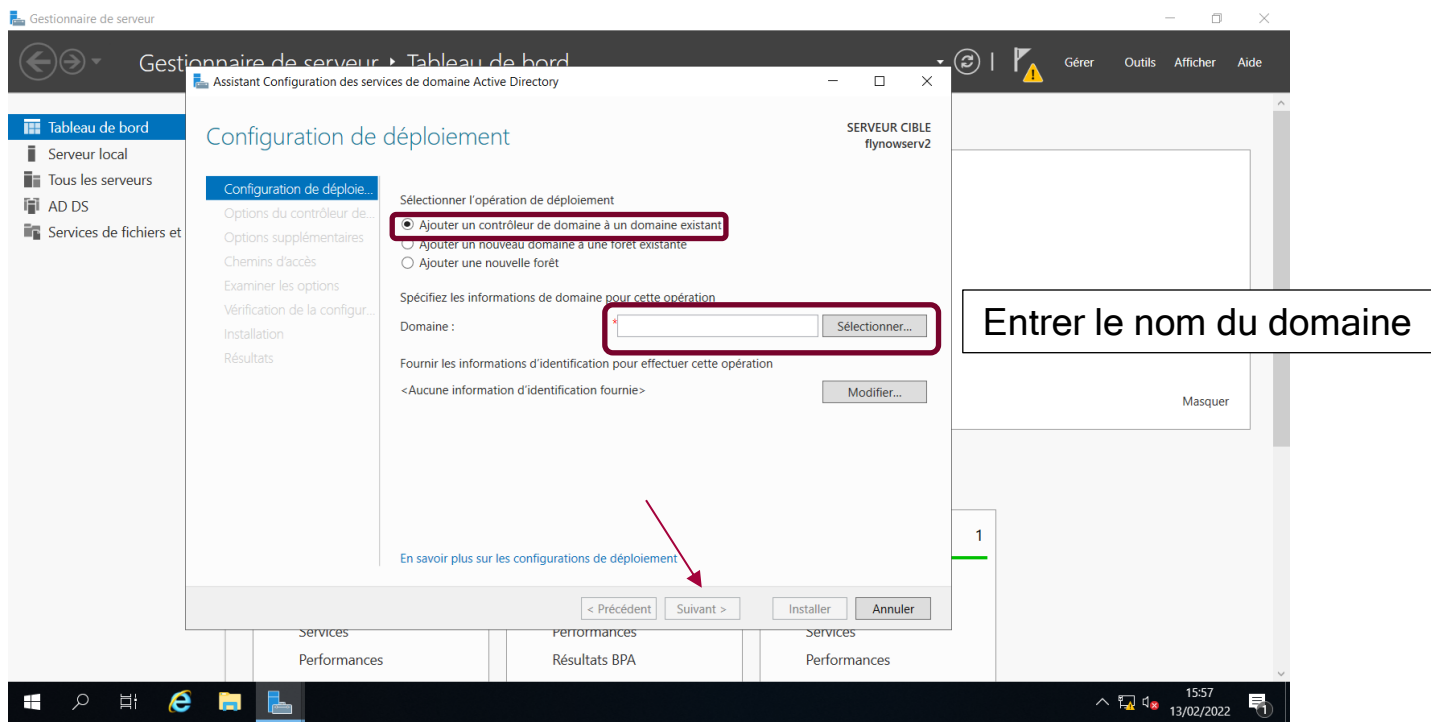 Gestionnaire de serveur
Gestionnaire de serveur • Tableau de bord
Gérer Outils Afficher Aide
Assistant Configuration des services de domaine Active Directory
Tableau de bord
Serveur local
Tous les serveurs
AD DS
Services de fichiers et
Configuration de déploiement
SERVEUR CIBLE
flynowserv2
Configuration de déploie...
Options du contrôleur de...
Options supplémentaires
Chemins d'accès
Examiner les options
Vérification de la configur...
Installation
Résultats
Sélectionner l'opération de déploiement
Ajouter un contrôleur de domaine à un domaine existant
Ajouter un nouveau domaine à une forêt existante
Ajouter une nouvelle forêt
Spécifiez les informations de domaine pour cette opération
Domaine : * Sélectionner...
Fournir les informations d'identification pour effectuer cette opération
<Aucune information d'identification fournie> Modifier...
En savoir plus sur les configurations de déploiement
< Précédent Suivant > Installer Annuler
Entrer le nom du domaine
Masquer
1
Services Performances Services
Performances Résultats BPA Performances
15:57
13/02/2022
1